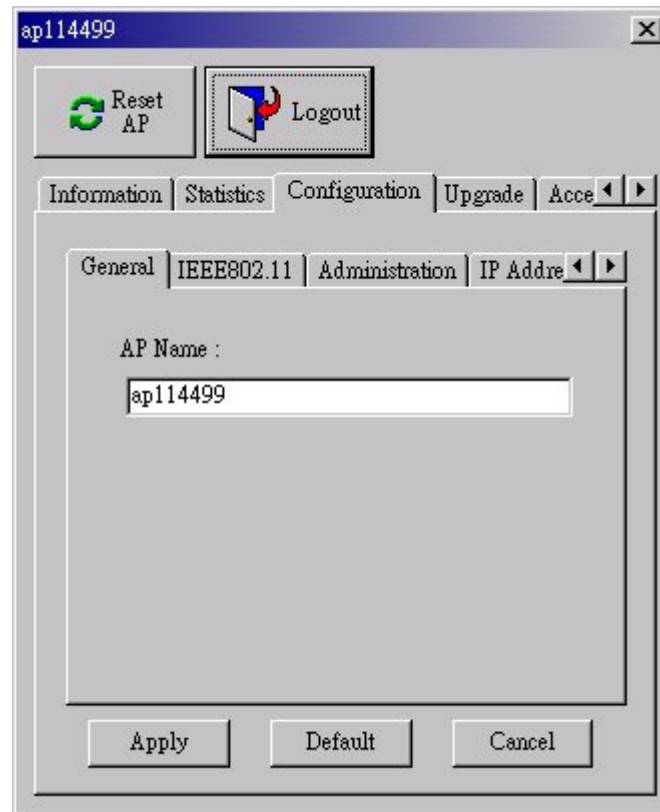 ap114499
Reset AP
Logout
Information Statistics Configuration Upgrade Acce
General IEEE802.11 Administration IP Addre
AP Name :
ap114499
Apply Default Cancel